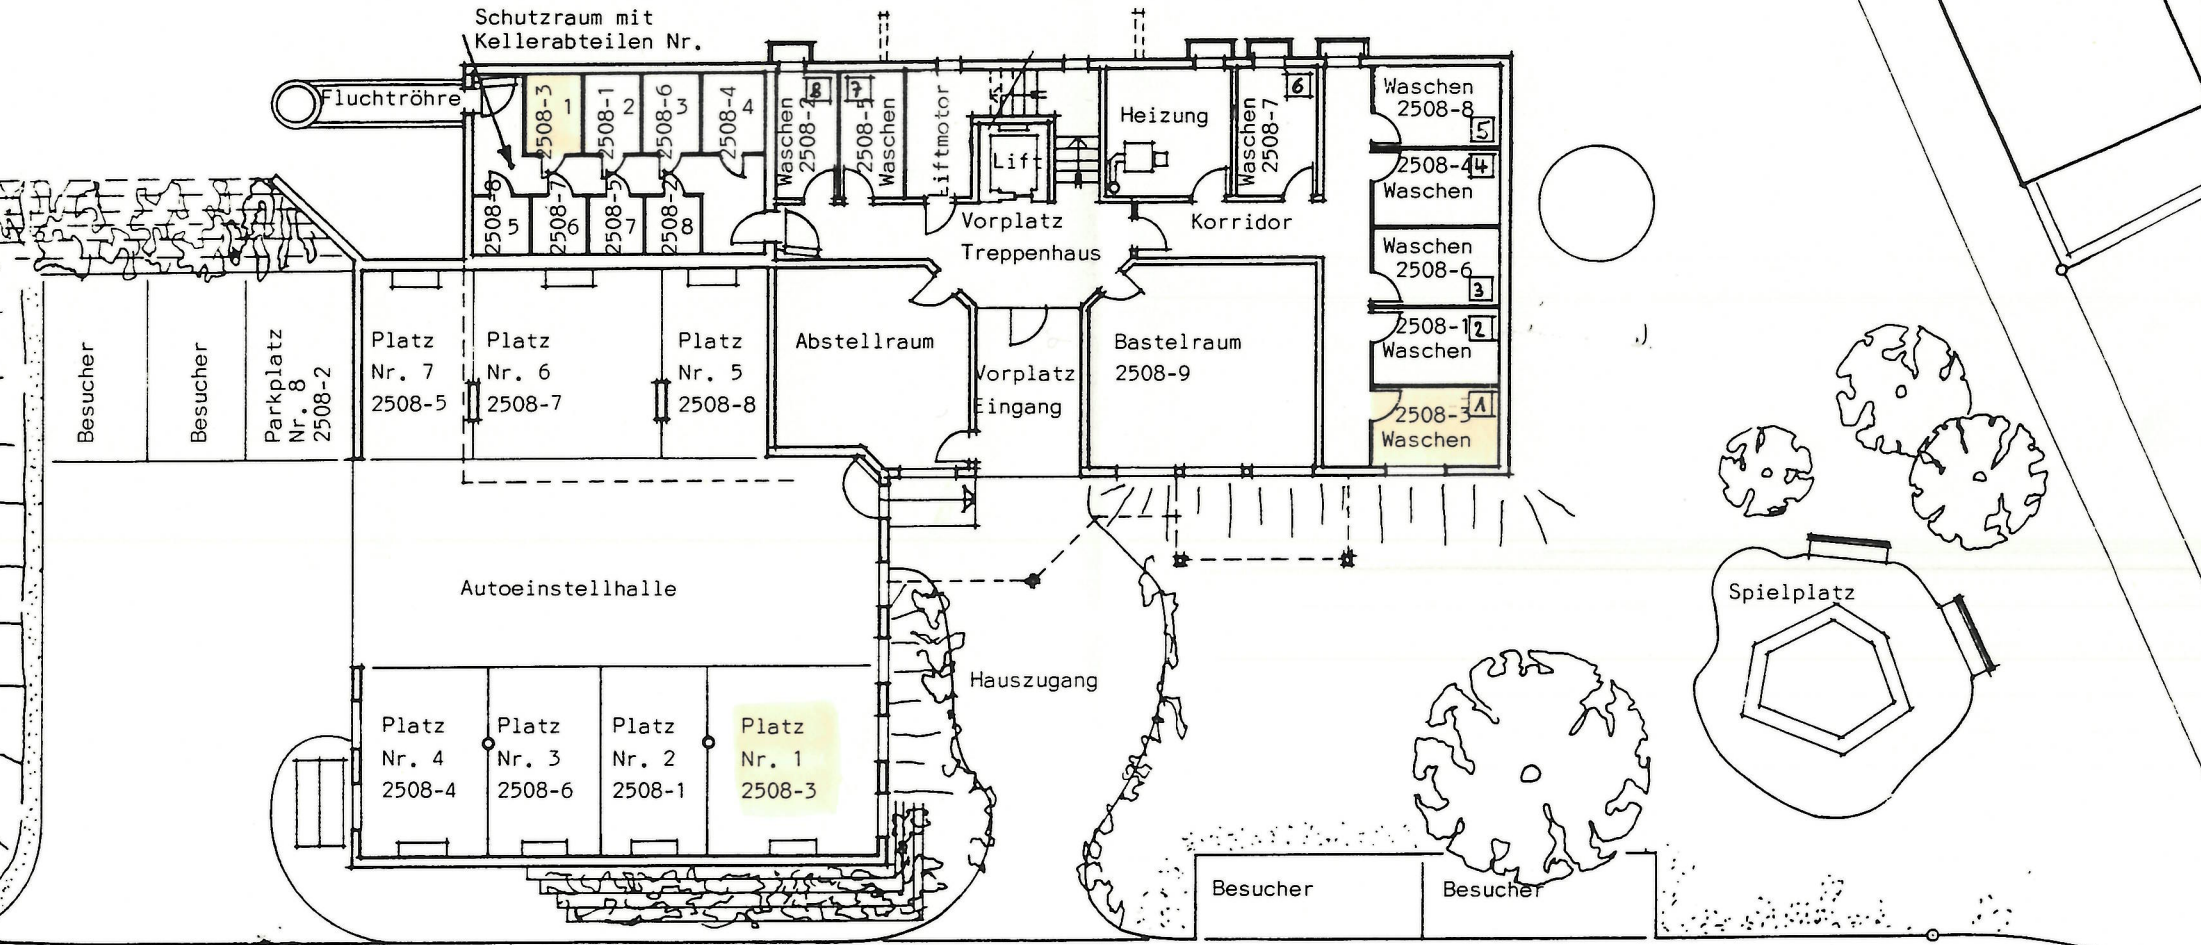 Schutzraum mit
Kellerabteilen Nr.
Fluchtröhre
2508-3 1
2508-1 2
2508-6 3
2508-4 4
2508-8 5
2508-7 6
2508-5 7
2508-2 8
Waschen
2508-2
8
7
2508-5
Waschen
Liftmotor
Lift
Heizung
Waschen
2508-7
6
Waschen
2508-8
5
2508-4 4
Waschen
Waschen
2508-6
3
2508-1 2
Waschen
2508-3 1
Waschen
Vorplatz
Treppenhaus
Korridor
Besucher
Besucher
Parkplatz
Nr. 8
2508-2
Platz
Nr. 7
2508-5
Platz
Nr. 6
2508-7
Platz
Nr. 5
2508-8
Abstellraum
Vorplatz
Eingang
Bastelraum
2508-9
Autoeinstellhalle
Hauszugang
Spielplatz
Platz
Nr. 4
2508-4
Platz
Nr. 3
2508-6
Platz
Nr. 2
2508-1
Platz
Nr. 1
2508-3
Besucher
Besucher